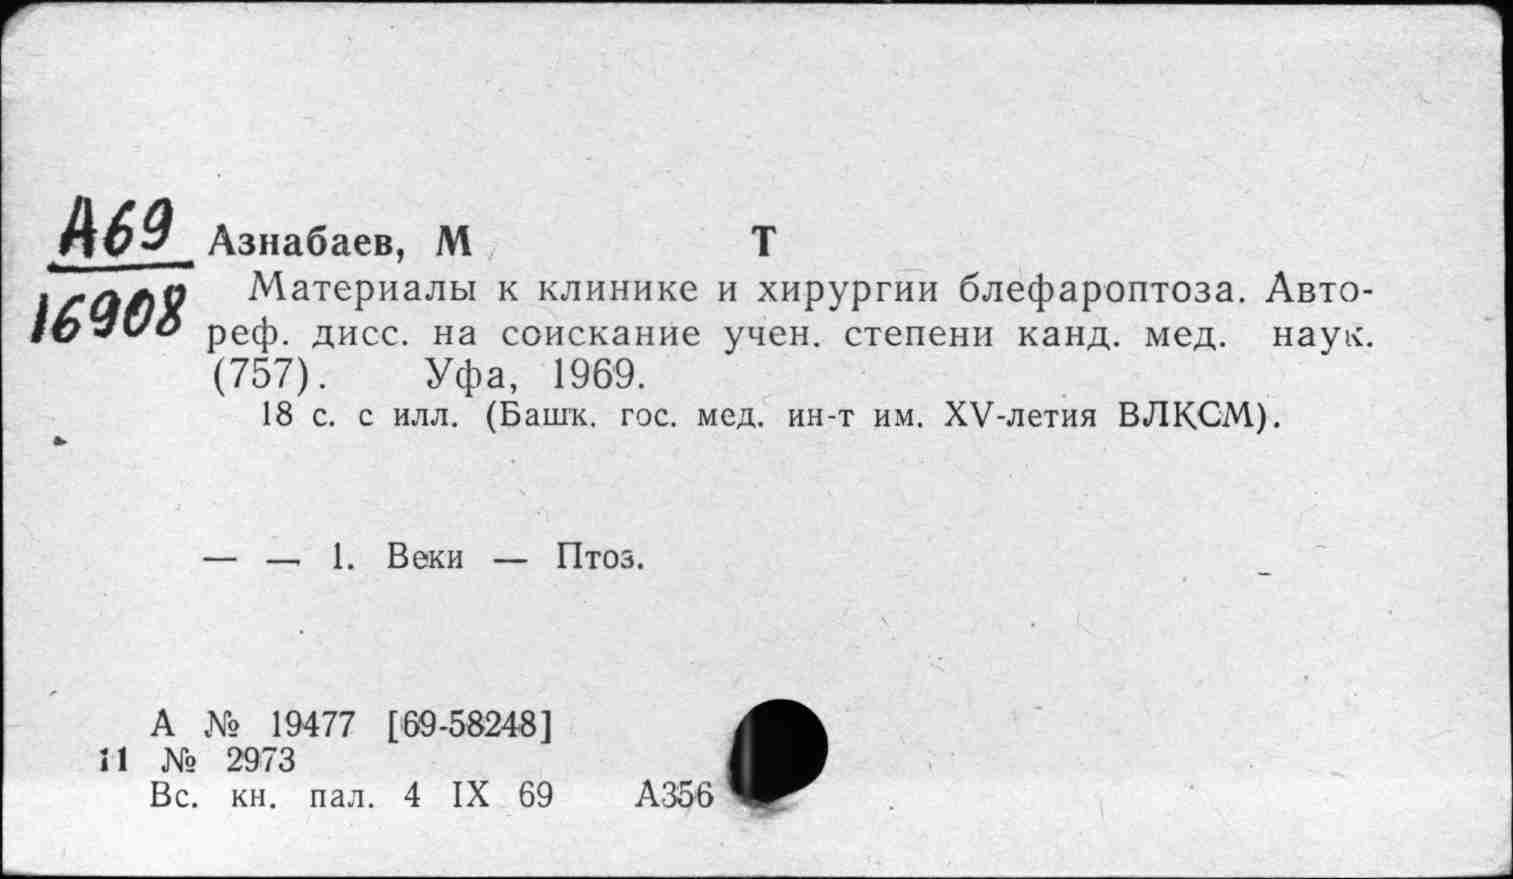 А69
16908
Азнабаев, М Т
Материалы к клинике и хирургии блефароптоза. Авто-
реф. дисс. на соискание учен. степени канд. мед. наук.
(757). Уфа, 1969.
18 с. с илл. (Башк. гос. мед. ин-т им. XV-летия ВЛКСМ).
— — 1. Веки — Птоз.
А № 19477 [69-58248]
11 № 2973
Вс. кн. пал. 4 IX 69 А356